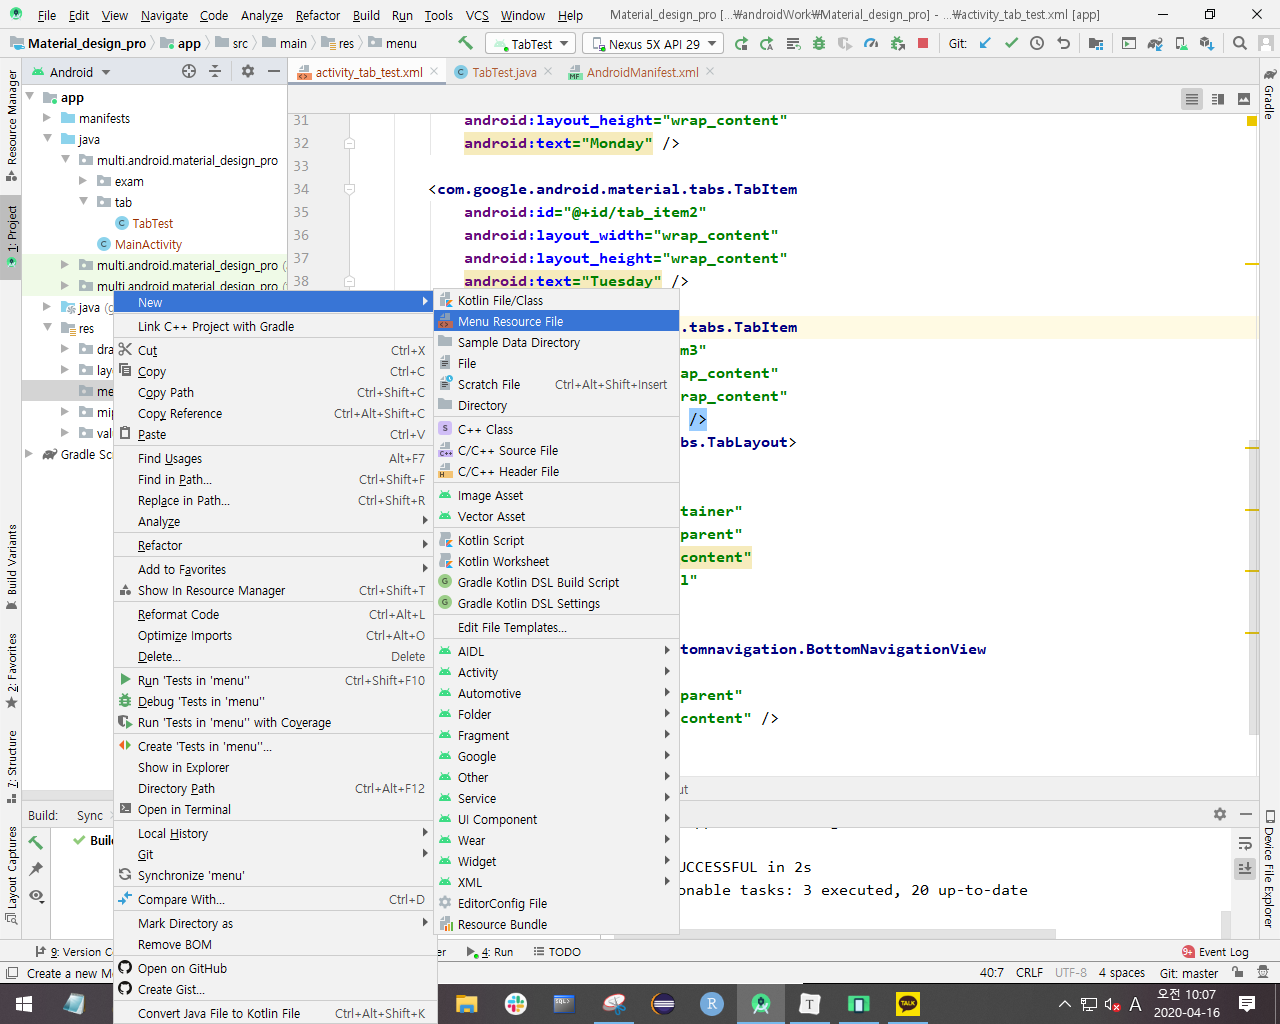 File Edit View Navigate Code Analyze Refactor Build Run Tools VCS Window Help Material_design_pro [...₩androidWork₩Material_design_pro] - ...₩activity_tab_test.xml [app]
Material_design_pro app src main res menu TabTest Nexus 5X API 29 Git:
Android activity_tab_test.xml TabTest.java AndroidManifest.xml
Resource Manager
1: Project
Build Variants
2: Favorites
7: Structure
Layout Captures
Gradle
Device File Explorer
app
manifests
java
multi.android.material_design_pro
exam
tab
TabTest
MainActivity
multi.android.material_design_pro
multi.android.material_design_pro
java
res
Gradle
31 android:layout_height="wrap_content"
32 android:text="Monday" />
33
34 <com.google.android.material.tabs.TabItem
35 android:id="@+id/tab_item2"
36 android:layout_width="wrap_content"
37 android:layout_height="wrap_content"
38 android:text="Tuesday" />
.tabs.TabItem
m3"
ap_content"
rap_content"
/>
bs.TabLayout>
tainer"
parent"
content"
l"
tomnavigation.BottomNavigationView
parent"
content" />
New
Link C++ Project with Gradle
Cut Ctrl+X
Copy Ctrl+C
Copy Path Ctrl+Shift+C
Copy Reference Ctrl+Alt+Shift+C
Paste Ctrl+V
Find Usages Alt+F7
Find in Path... Ctrl+Shift+F
Replace in Path... Ctrl+Shift+R
Analyze
Refactor
Add to Favorites
Show In Resource Manager Ctrl+Shift+T
Reformat Code Ctrl+Alt+L
Optimize Imports Ctrl+Alt+O
Delete... Delete
Run 'Tests in 'menu'' Ctrl+Shift+F10
Debug 'Tests in 'menu''
Run 'Tests in 'menu'' with Coverage
Create 'Tests in 'menu''...
Show in Explorer
Directory Path Ctrl+Alt+F12
Open in Terminal
Local History
Git
Synchronize 'menu'
Compare With... Ctrl+D
Mark Directory as
Remove BOM
Open on GitHub
Create Gist...
Convert Java File to Kotlin File Ctrl+Alt+Shift+K
Kotlin File/Class
Menu Resource File
Sample Data Directory
File
Scratch File Ctrl+Alt+Shift+Insert
Directory
C++ Class
C/C++ Source File
C/C++ Header File
Image Asset
Vector Asset
Kotlin Script
Kotlin Worksheet
Gradle Kotlin DSL Build Script
Gradle Kotlin DSL Settings
Edit File Templates...
AIDL
Activity
Automotive
Folder
Fragment
Google
Other
Service
UI Component
Wear
Widget
XML
EditorConfig File
Resource Bundle
Build: Sync
UCCESSFUL in 2s
onable tasks: 3 executed, 20 up-to-date
9: Version 4: Run TODO Event Log
Create a new 40:7 CRLF UTF-8 4 spaces Git: master
SQL R T TALK A 오전 10:07
2020-04-16